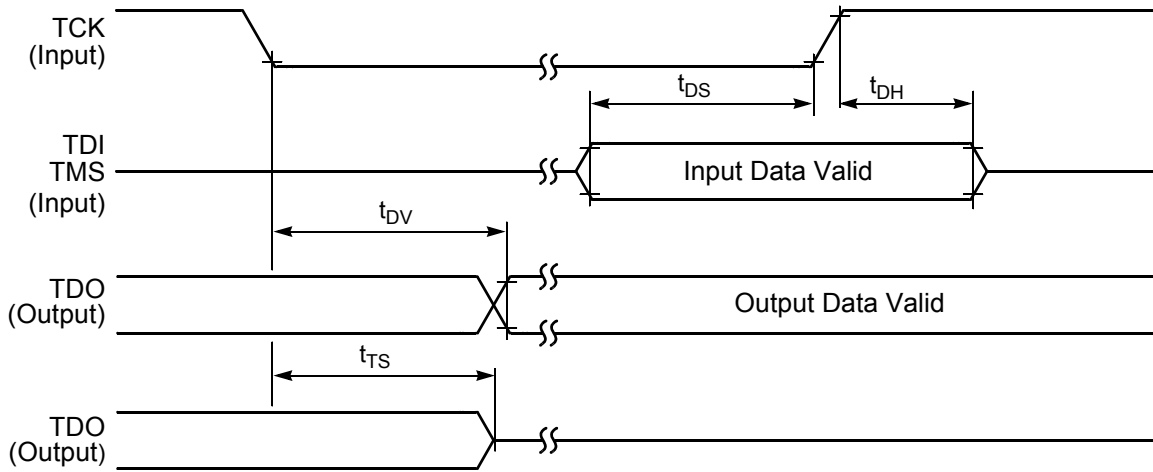 TCK
(Input)
tDS
tDH
TDI
TMS
(Input)
Input Data Valid
tDV
TDO
(Output)
Output Data Valid
tTS
TDO
(Output)